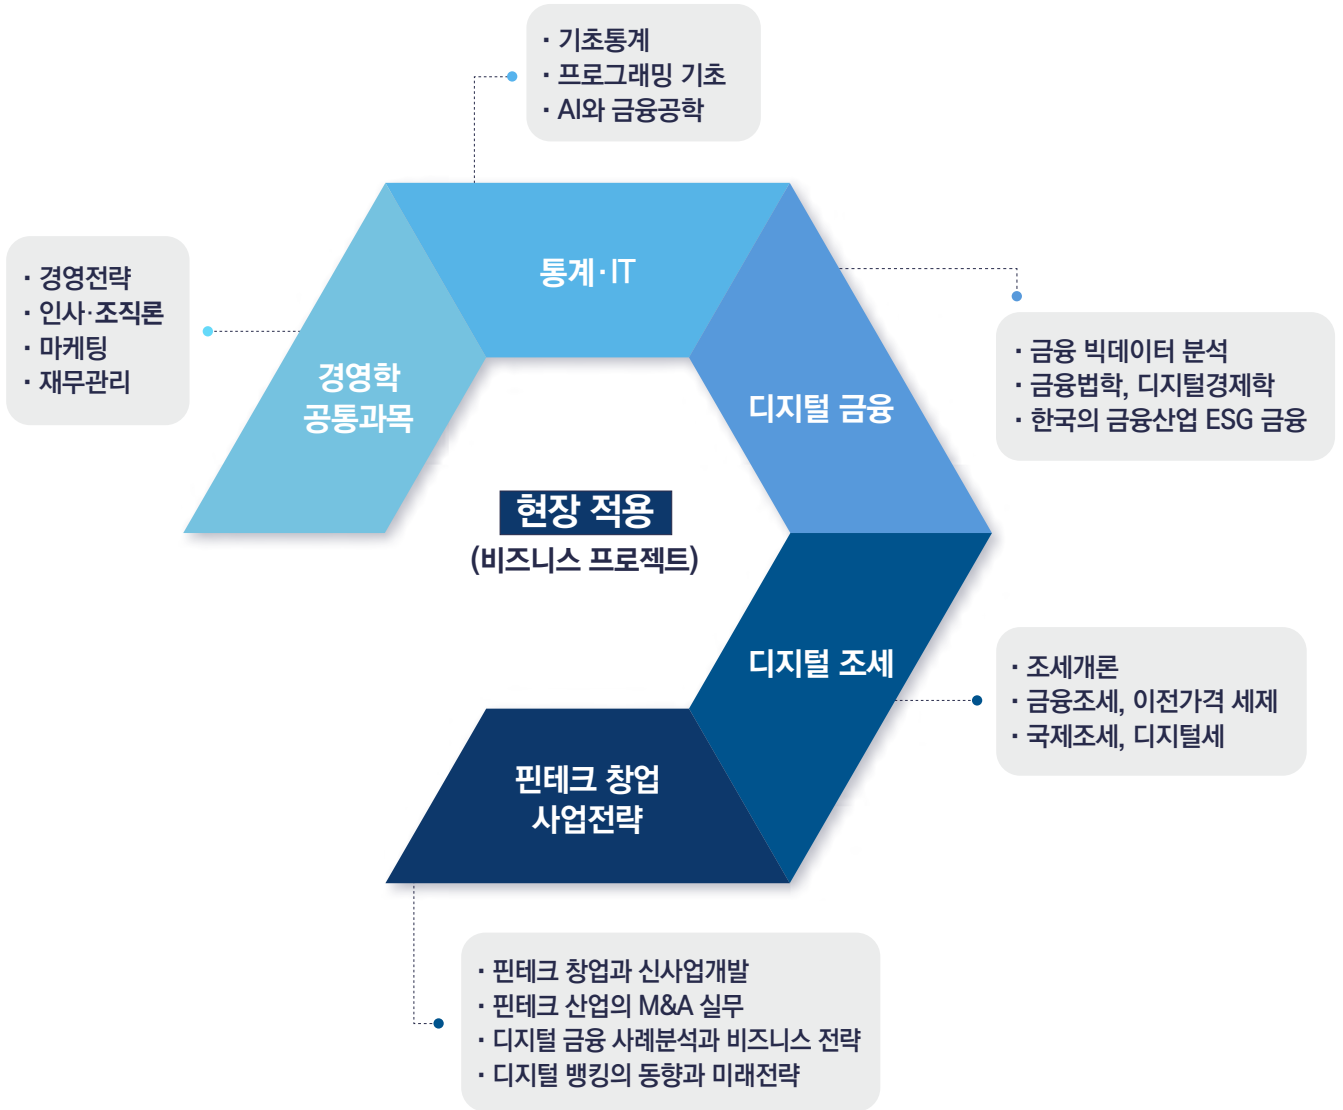 · 기초통계
· 프로그래밍 기초
· AI와 금융공학
통계·IT
· 경영전략
· 인사·조직론
· 마케팅
· 재무관리
경영학
공통과목
디지털 금융
· 금융 빅데이터 분석
· 금융법학, 디지털경제학
· 한국의 금융산업 ESG 금융
현장 적용
(비즈니스 프로젝트)
디지털 조세
· 조세개론
· 금융조세, 이전가격 세제
· 국제조세, 디지털세
핀테크 창업
사업전략
· 핀테크 창업과 신사업개발
· 핀테크 산업의 M&A 실무
· 디지털 금융 사례분석과 비즈니스 전략
· 디지털 뱅킹의 동향과 미래전략